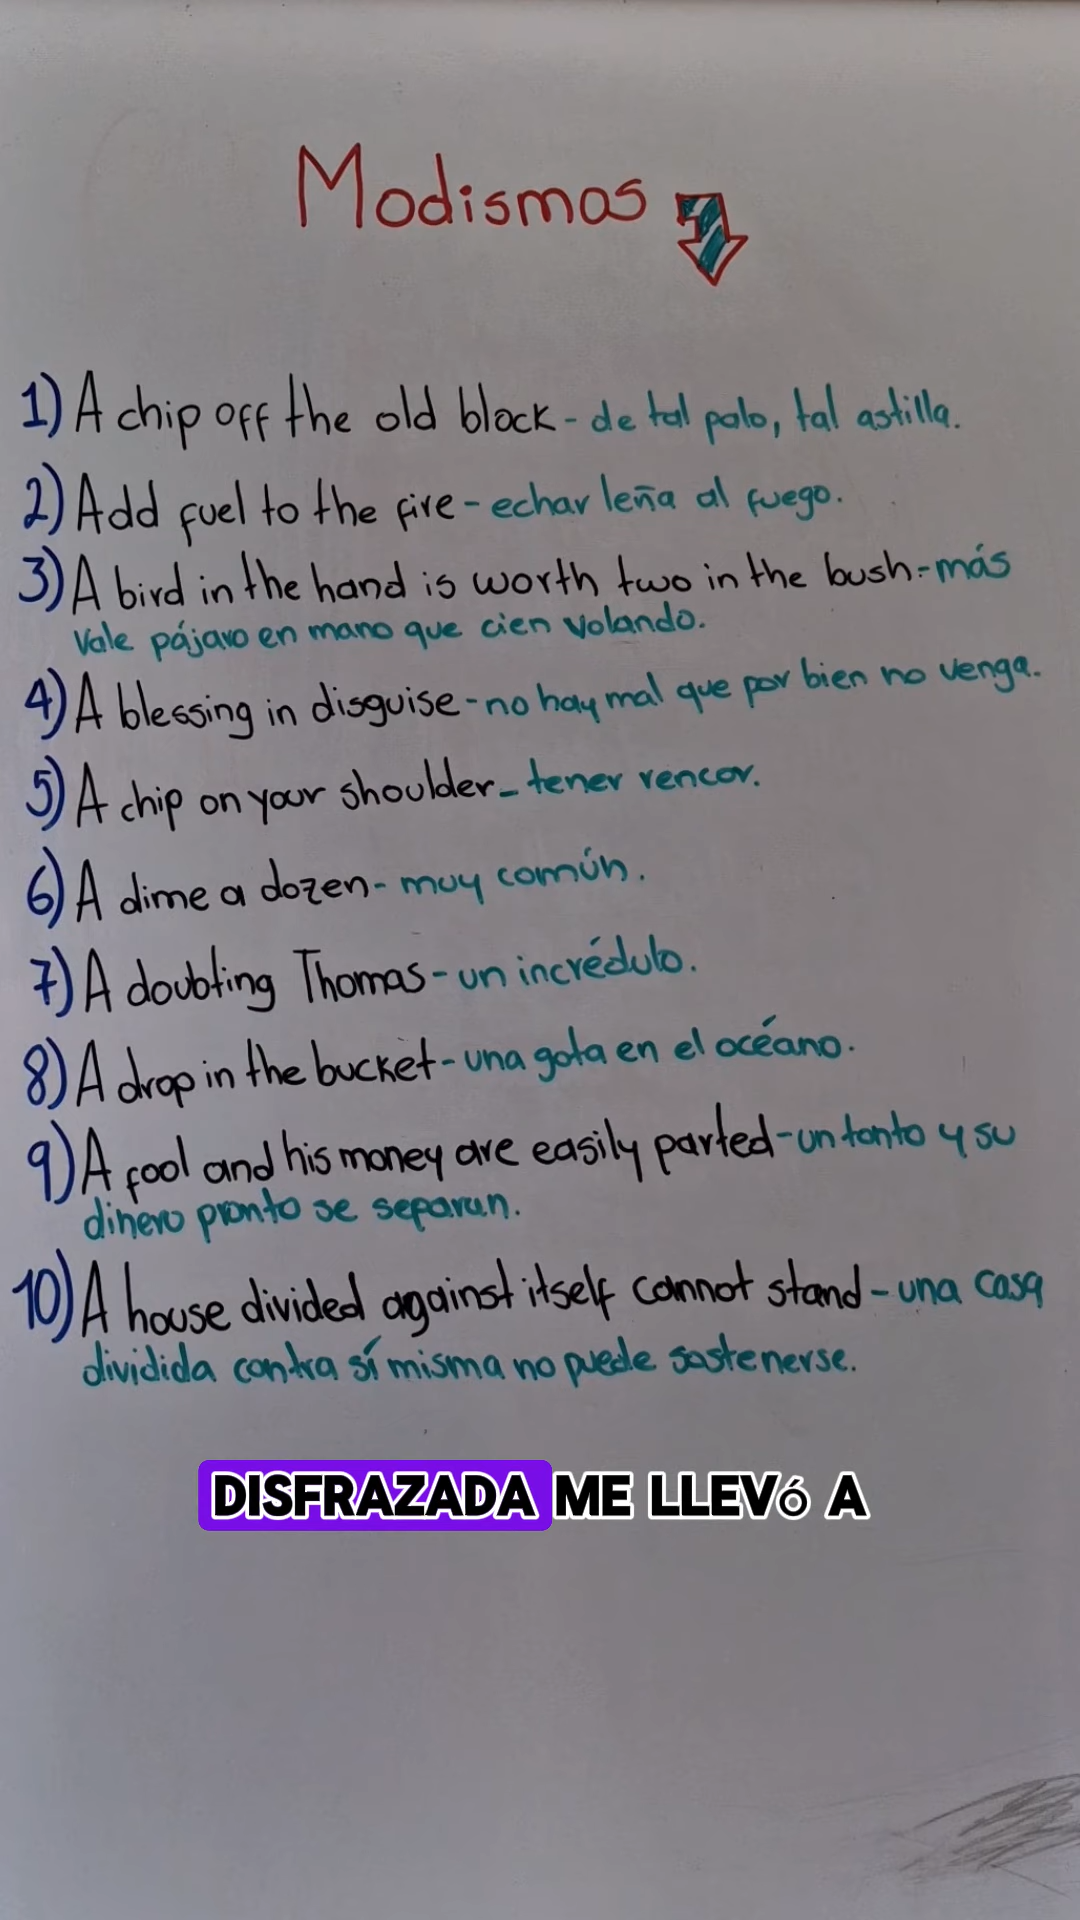 Modismos
1) A chip off the old block - de tal palo, tal astilla.
2) Add fuel to the fire - echar leña al fuego.
3) A bird in the hand is worth two in the bush - más
vale pájaro en mano que cien volando.
4) A blessing in disguise - no hay mal que por bien no venga.
5) A chip on your shoulder - tener rencor.
6) A dime a dozen - muy común.
7) A doubting Thomas - un incrédulo.
8) A drop in the bucket - una gota en el océano.
9) A fool and his money are easily parted - un tonto y su
dinero pronto se separan.
10) A house divided against itself cannot stand - una casa
dividida contra sí misma no puede sostenerse.
DISFRAZADA ME LLEVó A